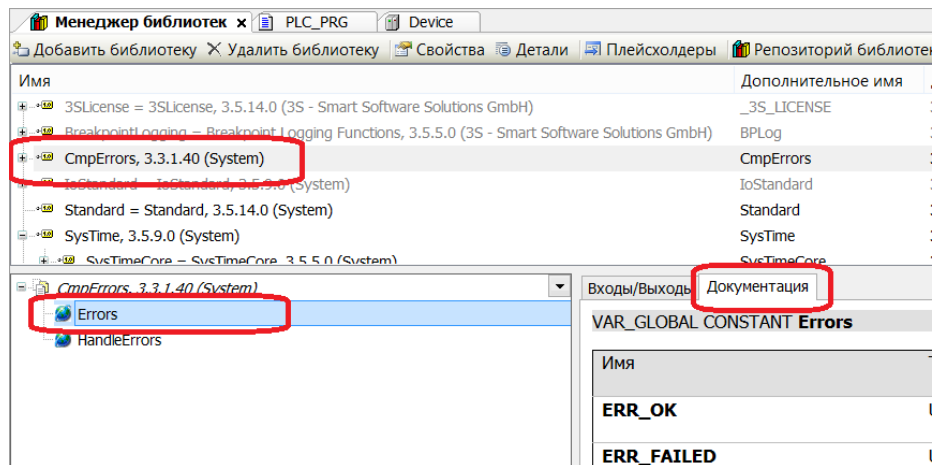 Менеджер библиотек x PLC_PRG Device
Добавить библиотеку Удалить библиотеку Свойства Детали Плейсхолдеры Репозиторий библиотек
Имя Дополнительное имя
3SLicense = 3SLicense, 3.5.14.0 (3S - Smart Software Solutions GmbH) _3S_LICENSE
BreakpointLogging = Breakpoint Logging Functions, 3.5.5.0 (3S - Smart Software Solutions GmbH) BPLog
CmpErrors, 3.3.1.40 (System) CmpErrors
IoStandard = IoStandard, 3.5.9.0 (System) IoStandard
Standard = Standard, 3.5.14.0 (System) Standard
SysTime, 3.5.9.0 (System) SysTime
SysTimeCore = SysTimeCore, 3.5.5.0 (System) SysTimeCore
CmpErrors, 3.3.1.40 (System)
Errors
HandleErrors
Входы/Выходы Документация
VAR_GLOBAL CONSTANT Errors
Имя
ERR_OK
ERR_FAILED